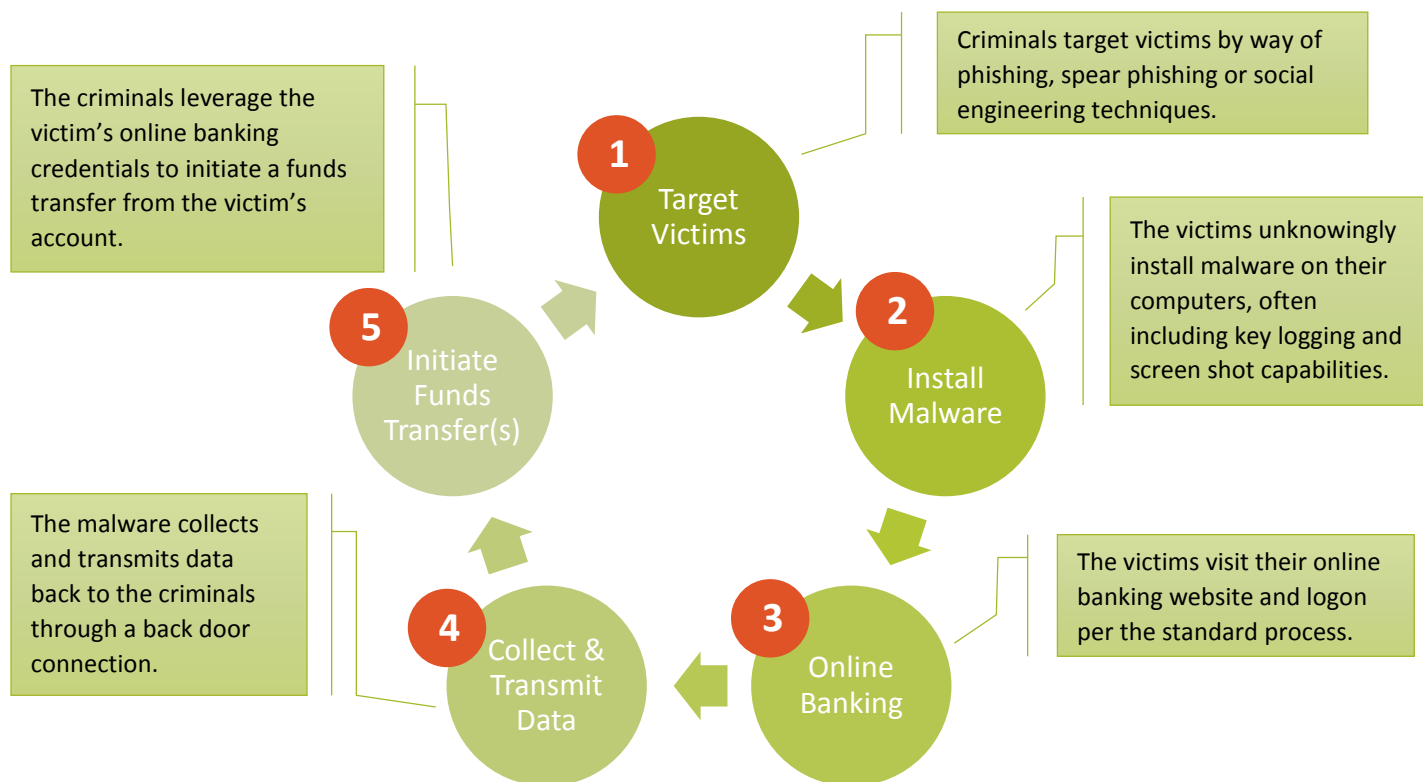 1
Target
Victims
Criminals target victims by way of
phishing, spear phishing or social
engineering techniques.
2
Install
Malware
The victims unknowingly
install malware on their
computers, often
including key logging and
screen shot capabilities.
3
Online
Banking
The victims visit their online
banking website and logon
per the standard process.
4
Collect &
Transmit
Data
The malware collects
and transmits data
back to the criminals
through a back door
connection.
5
Initiate
Funds
Transfer(s)
The criminals leverage the
victim’s online banking
credentials to initiate a funds
transfer from the victim’s
account.